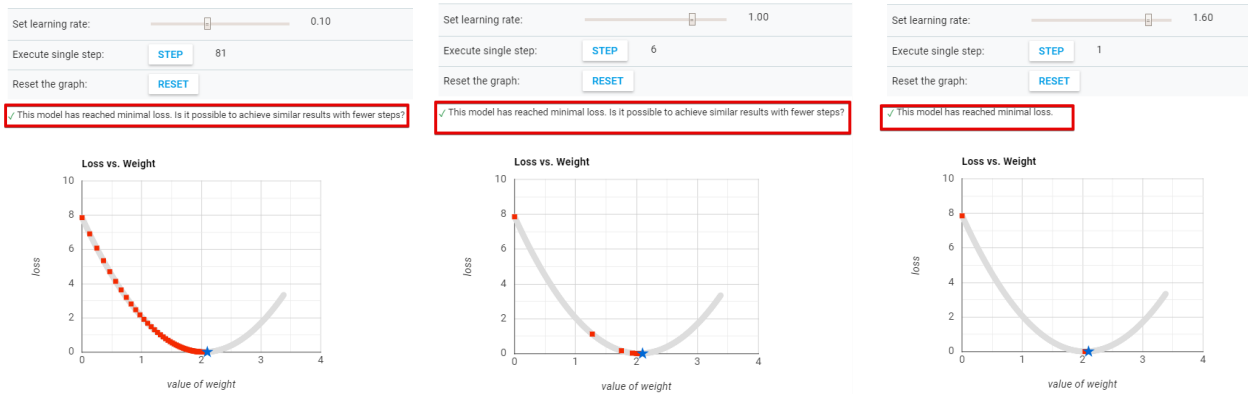 Set learning rate: 0.10
Execute single step: STEP 81
Reset the graph: RESET
✓ This model has reached minimal loss. Is it possible to achieve similar results with fewer steps?
Loss vs. Weight
10
8
6
4
2
0
0 1 2 3 4
loss
value of weight
Set learning rate: 1.00
Execute single step: STEP 6
Reset the graph: RESET
✓ This model has reached minimal loss. Is it possible to achieve similar results with fewer steps?
Loss vs. Weight
10
8
6
4
2
0
0 1 2 3 4
loss
value of weight
Set learning rate: 1.60
Execute single step: STEP 1
Reset the graph: RESET
✓ This model has reached minimal loss.
Loss vs. Weight
10
8
6
4
2
0
0 1 2 3 4
loss
value of weight